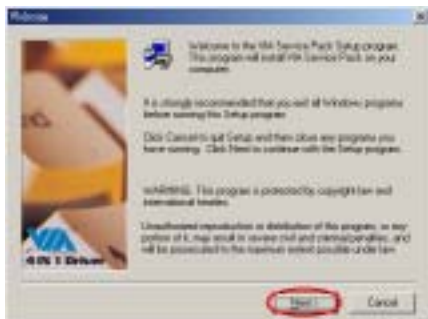 Welcome
Welcome to the VIA Service Pack Setup program.
This program will install VIA Service Pack on your
computer.
It is strongly recommended that you exit all Windows programs
before running this Setup program.
Click Cancel to quit Setup and then close any programs you
have running. Click Next to continue with the Setup program.
WARNING: This program is protected by copyright law and
international treaties.
Unauthorized reproduction or distribution of this program, or any
portion of it, may result in severe civil and criminal penalties, and
will be prosecuted to the maximum extent possible under law.
VIA
4 IN 1 Driver
Next >
Cancel